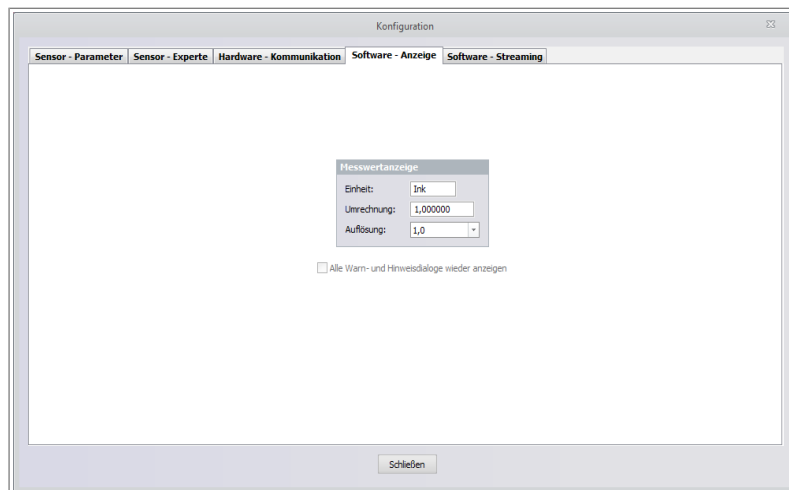 Konfiguration
Sensor - Parameter Sensor - Experte Hardware - Kommunikation Software - Anzeige Software - Streaming
Messwertanzeige
Einheit: Ink
Umrechnung: 1,000000
Auflösung: 1,0
Alle Warn- und Hinweisdialoge wieder anzeigen
Schließen